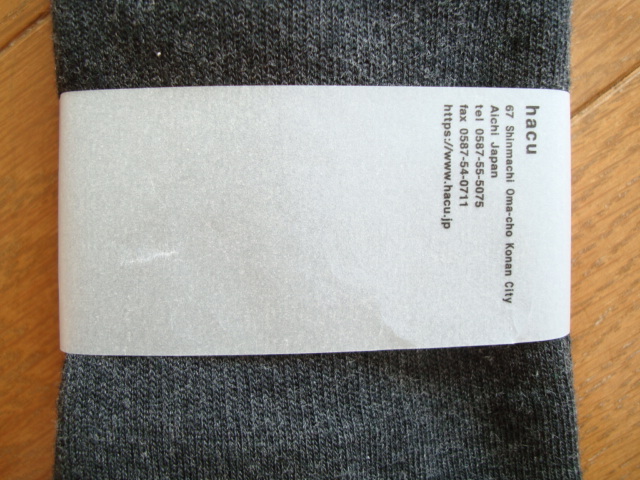 hacu
67 Shinmachi Oma-cho Konan City
Aichi Japan
tel 0587-55-5075
fax 0587-54-0711
https://www.hacu.jp